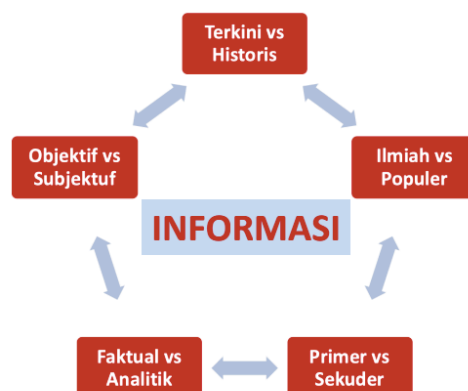 Terkini vs
Historis
Objektif vs
Subjektuf
Ilmiah vs
Populer
INFORMASI
Faktual vs
Analitik
Primer vs
Sekuder